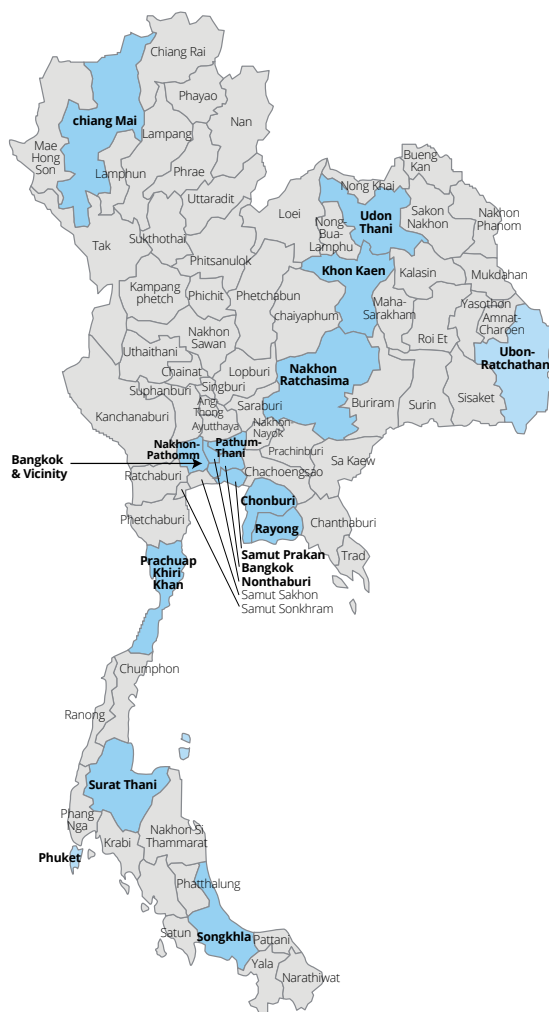 Chiang Rai
Phayao
chiang Mai
Nan
Lampang
Mae
Hong
Son
Bueng
Kan
Lamphun
Phrae
Nong Khai
Uttaradit
Loei
Udon
Thani
Sakon
Nakhon
Nakhon
Phanom
Nong-
Bua-
Lamphu
Tak
Sukthothai
Phitsanulok
Khon Kaen
Kalasin
Mukdahan
Kampang
phetch
Phichit
Phetchabun
chaiyaphum
Maha-
Sarakham
Yasothon
Amnat-
Charoen
Roi Et
Nakhon
Sawan
Uthaithani
Ubon-
Ratchathan
Chainat
Lopburi
Nakhon
Ratchasima
Singburi
Suphanburi
Ang
Thong
Saraburi
Buriram
Surin
Sisaket
Kanchanaburi
Ayutthaya
Nakhon-
Nayok
Nakhon-
Pathomm
Pathum-
Thani
Prachinburi
Sa Kaew
Bangkok
& Vicinity
Ratchaburi
Chachoengsao
Chonburi
Phetchaburi
Rayong
Chanthaburi
Samut Prakan
Bangkok
Nonthaburi
Samut Sakhon
Samut Sonkhram
Trad
Prachuap
Khiri
Khan
Chumphon
Ranong
Surat Thani
Phang
Nga
Krabi
Nakhon Si
Thammarat
Phuket
Phatthalung
Satun
Songkhla
Pattani
Yala
Narathiwat